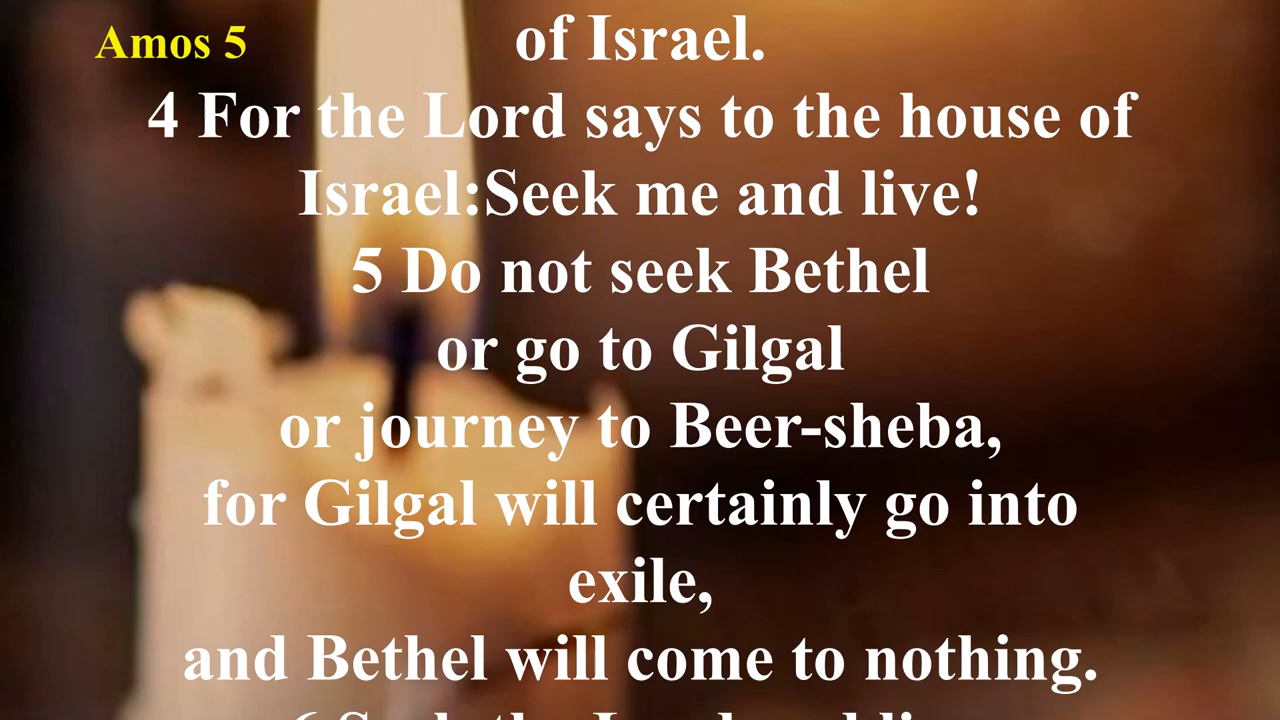 Amos 5
of Israel.
4 For the Lord says to the house of
Israel:Seek me and live!
5 Do not seek Bethel
or go to Gilgal
or journey to Beer-sheba,
for Gilgal will certainly go into
exile,
and Bethel will come to nothing.